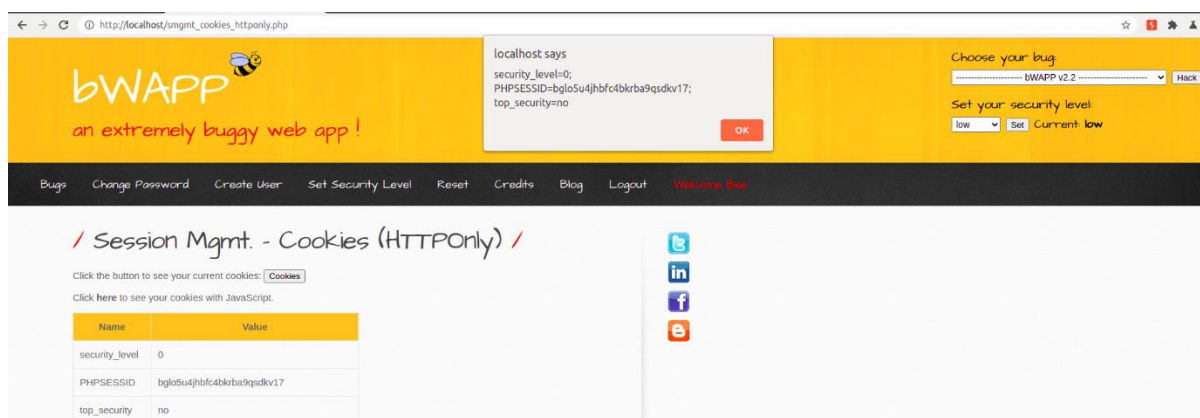 http://localhost/smgmt_cookies_httponly.php
bWAPP
an extremely buggy web app !
localhost says
security_level=0;
PHPSESSID=bglo5u4jhbfc4bkrba9qsdkv17;
top_security=no
OK
Choose your bug:
---------------------- bWAPP v2.2 ----------------------- Hack
Set your security level:
low Set Current: low
Bugs Change Password Create User Set Security Level Reset Credits Blog Logout Welcome Bee
/ Session Mgmt. - Cookies (HTTPOnly) /
Click the button to see your current cookies: Cookies
Click here to see your cookies with JavaScript.
Name Value
security_level 0
PHPSESSID bglo5u4jhbfc4bkrba9qsdkv17
top_security no